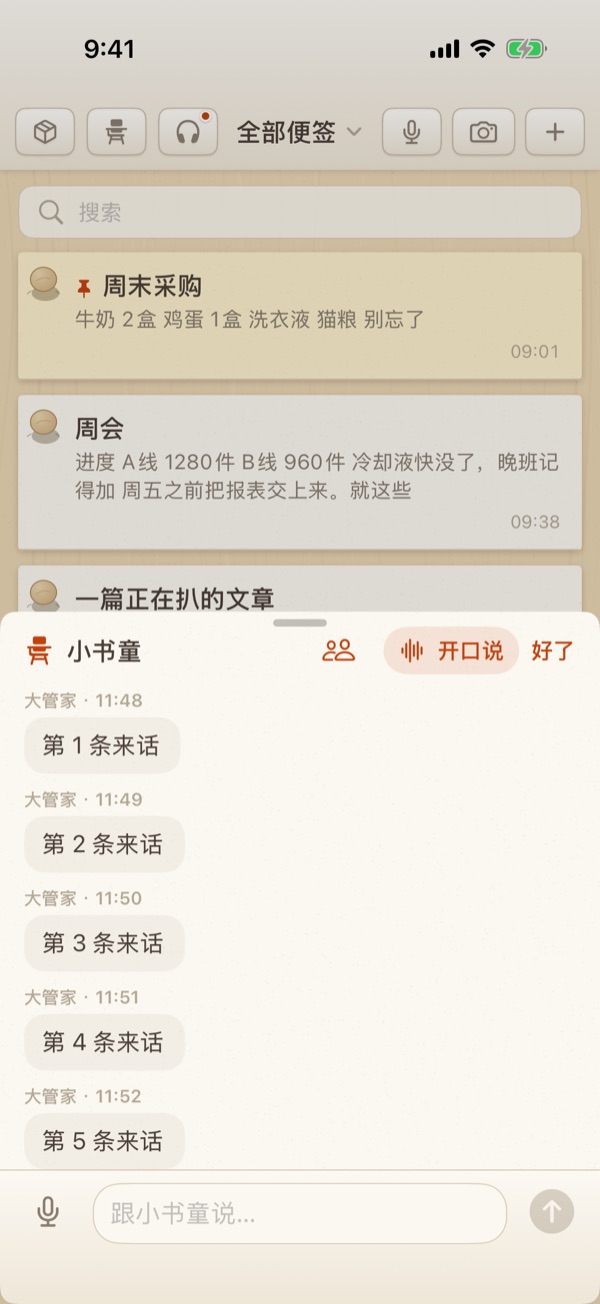 9:41
全部便签
搜索
周末采购
牛奶 2盒 鸡蛋 1盒 洗衣液 猫粮 别忘了
09:01
周会
进度 A线 1280件 B线 960件 冷却液快没了，晚班记
得加 周五之前把报表交上来。就这些
09:38
一篇正在扒的文章
小书童
开口说
好了
大管家 · 11:48
第 1 条来话
大管家 · 11:49
第 2 条来话
大管家 · 11:50
第 3 条来话
大管家 · 11:51
第 4 条来话
大管家 · 11:52
第 5 条来话
跟小书童说...